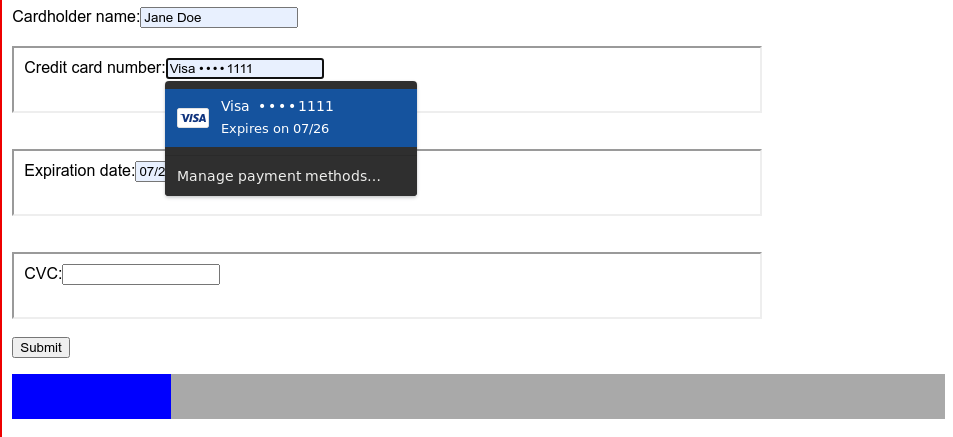 Cardholder name: Jane Doe
Credit card number: Visa ••••1111
VISA Visa ••••1111
Expires on 07/26
Expiration date: 07/2
Manage payment methods...
CVC:
Submit